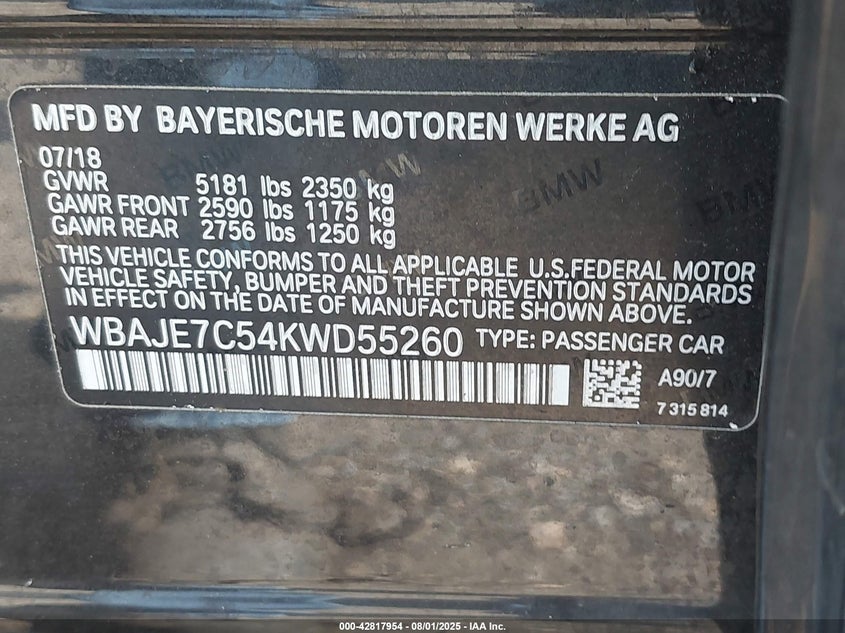 MFD BY BAYERISCHE MOTOREN WERKE AG
07/18
GVWR 5181 lbs 2350 kg
GAWR FRONT 2590 lbs 1175 kg
GAWR REAR 2756 lbs 1250 kg
THIS VEHICLE CONFORMS TO ALL APPLICABLE U.S.FEDERAL MOTOR
VEHICLE SAFETY, BUMPER AND THEFT PREVENTION STANDARDS
IN EFFECT ON THE DATE OF MANUFACTURE SHOWN ABOVE.
WBAJE7C54KWD55260 TYPE: PASSENGER CAR
A90/7
7 315 814
BMW
BMW
BMW
000-42817954 - 08/01/2025 - IAA Inc.